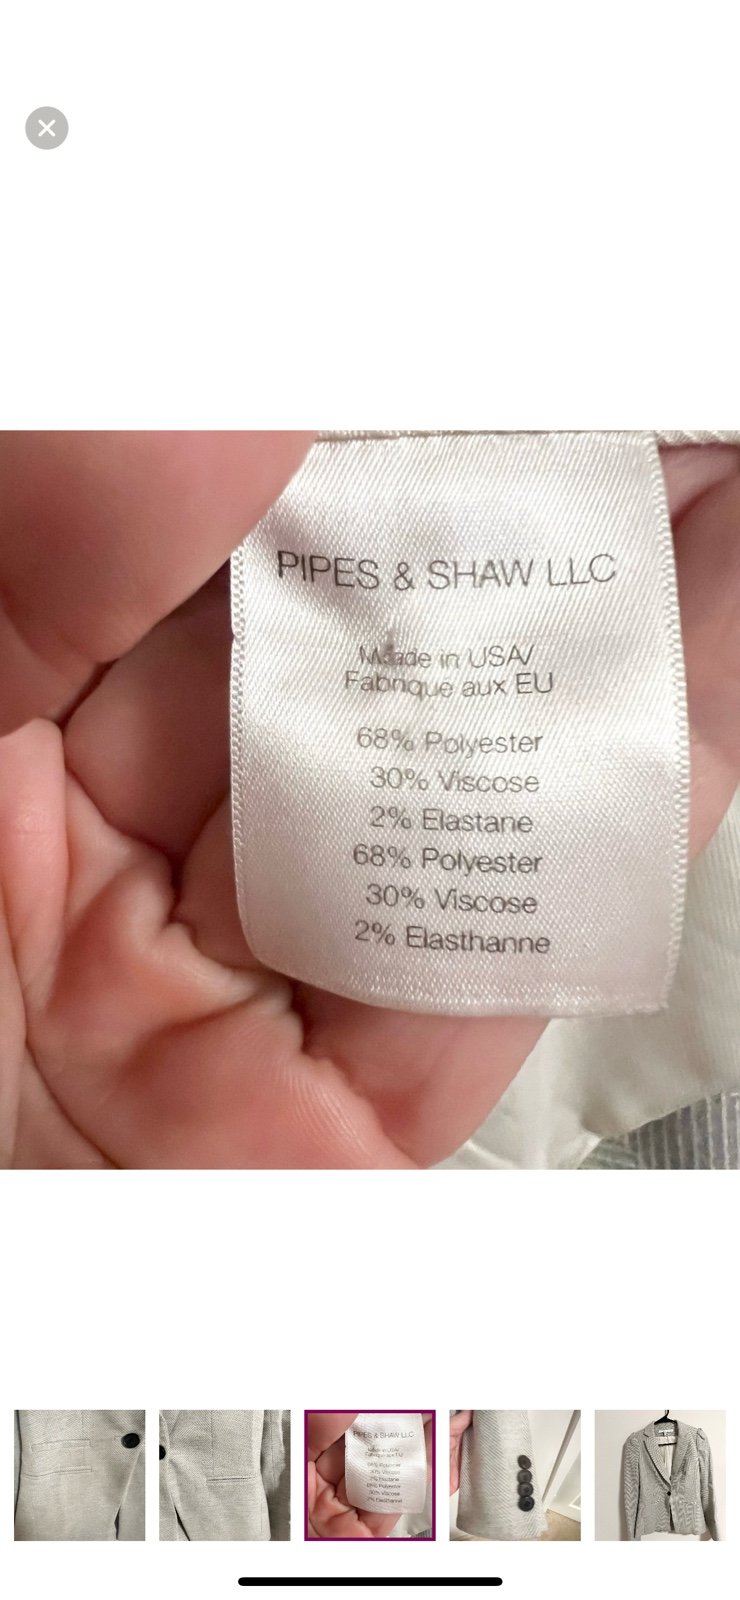 PIPES & SHAW LLC
Made in USA/
Fabrique aux EU
68% Polyester
30% Viscose
2% Elastane
68% Polyester
30% Viscose
2% Elasthanne